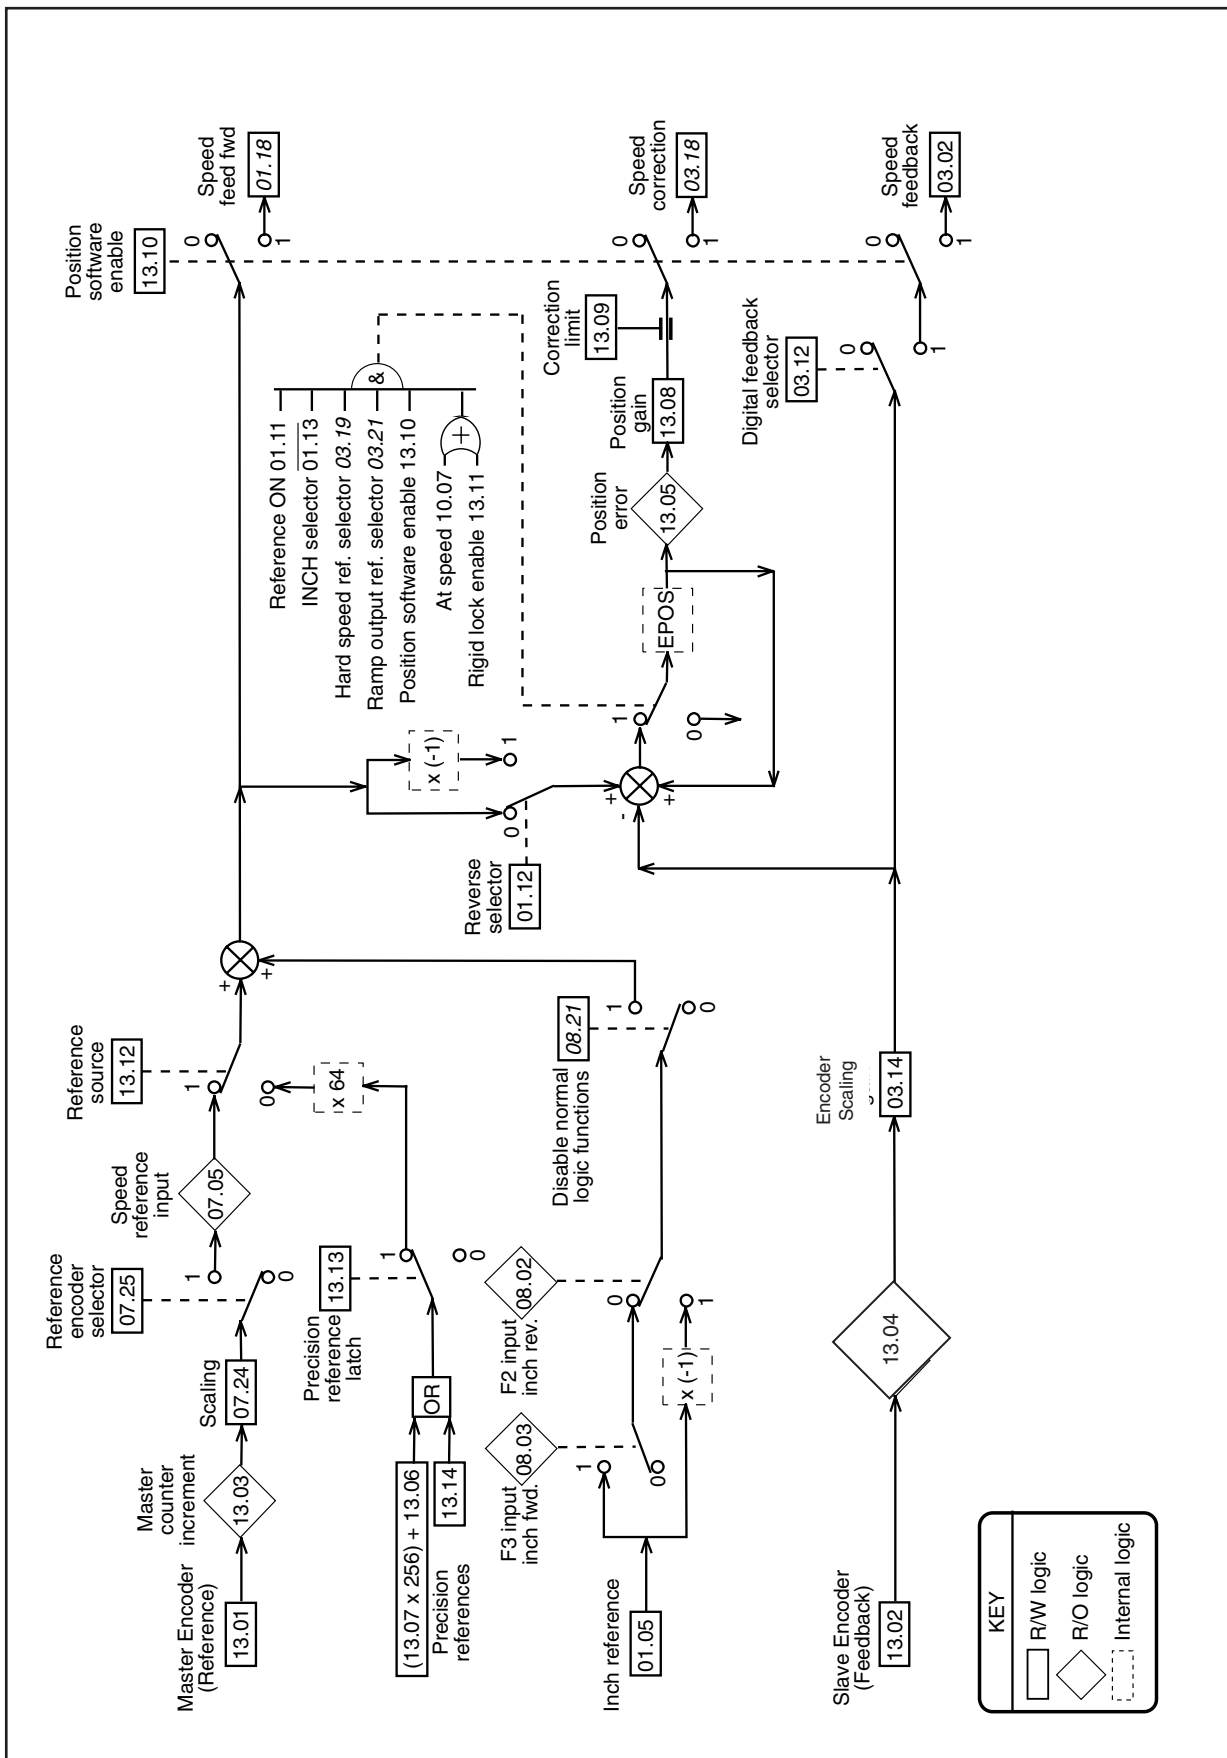 Master Encoder
(Reference)
13.01
Master
counter
increment
13.03
Scaling
07.24
Reference
encoder
selector
07.25
1
0
Speed
reference
input
07.05
Reference
source
13.12
1
0
x 64
+
+
Position
software
enable
13.10
0
1
Speed
feed fwd
01.18
(13.07 x 256) + 13.06
13.14
Precision
references
OR
Precision
reference
latch
13.13
1
0
Reverse
selector
01.12
0
1
x (-1)
Reference ON 01.11
INCH selector 01.13
Hard speed ref. selector 03.19
Ramp output ref. selector 03.21
Position software enable 13.10
At speed 10.07
Rigid lock enable 13.11
&
+
Inch reference
01.05
F3 input
inch fwd.
08.03
1
0
F2 input
inch rev.
08.02
0
1
x (-1)
Disable normal
logic functions
08.21
1
0
+
-
+
1
0
EPOS
Position
error
13.05
Position
gain
13.08
Correction
limit
13.09
0
1
Speed
correction
03.18
Slave Encoder
(Feedback)
13.02
13.04
Encoder
Scaling
03.14
Digital feedback
selector
03.12
0
1
0
1
Speed
feedback
03.02
KEY
R/W logic
R/O logic
Internal logic